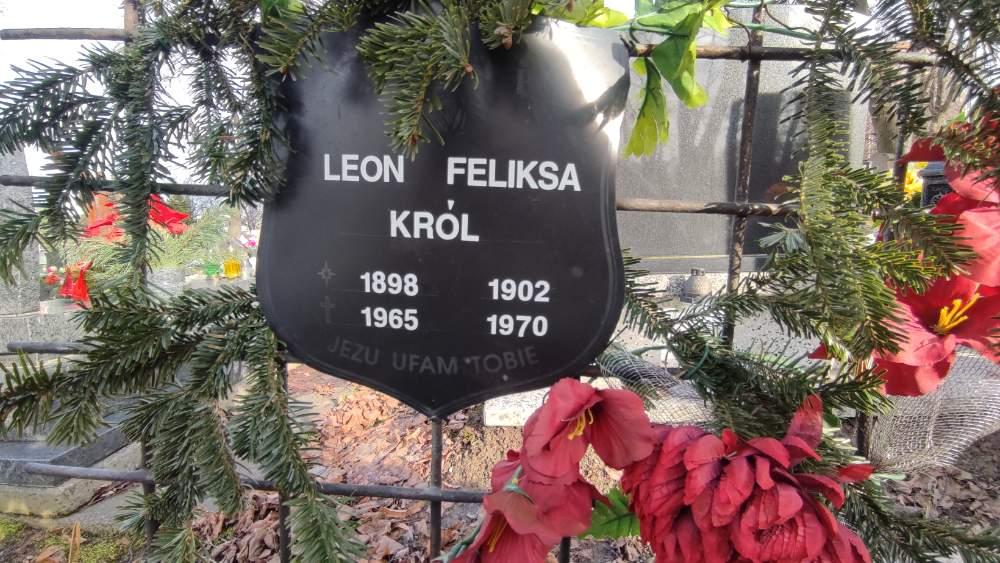 LEON FELIKSA
KRÓL
1898 1902
1965 1970
JEZU UFAM TOBIE